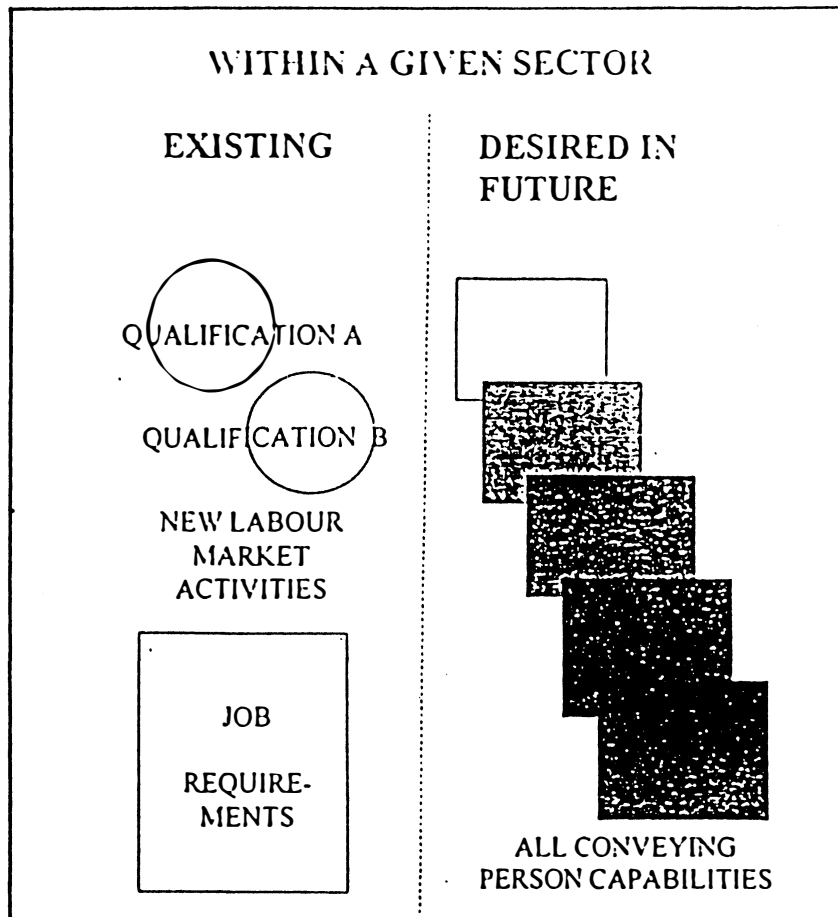 WITHIN A GIVEN SECTOR
EXISTING
QUALIFICATION A
QUALIFICATION B
NEW LABOUR
MARKET
ACTIVITIES
JOB
REQUIRE-
MENTS
DESIRED IN
FUTURE
ALL CONVEYING
PERSON CAPABILITIES